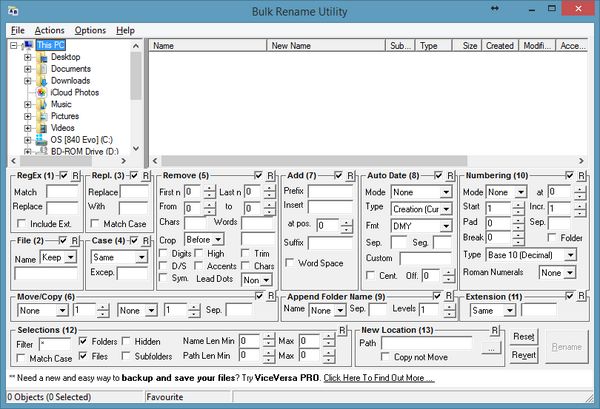 Bulk Rename Utility
File Actions Options Help
This PC
Desktop
Documents
Downloads
iCloud Photos
Music
Pictures
Videos
OS [840 Evo] (C:)
BD-ROM Drive (D:)
Name New Name Sub... Type Size Created Modifi... Acce...
RegEx (1) R Repl. (3) R Remove (5) R Add (7) R Auto Date (8) R Numbering (10) R
Match Replace First n 0 Last n 0 Prefix Mode None Mode None at 0
Replace With From 0 to 0 Insert Type Creation (Cur Start 1 Incr. 1
Include Ext. Match Case Chars Words at pos. 0 Fmt DMY Pad 0 Sep.
File (2) R Case (4) R Crop Before Suffix Sep. Seg. Break 0 Folder
Name Keep Same Digits High Trim Word Space Custom Type Base 10 (Decimal)
Excep. D/S Accents Chars Cent. Off. 0 Roman Numerals None
Sym. Lead Dots Non
Move/Copy (6) R Append Folder Name (9) R Extension (11) R
None 1 None 1 Sep. Name None Sep. Levels 1 Same
Selections (12) R New Location (13) R
Filter * Folders Hidden Name Len Min 0 Max 0 Path ... Reset
Match Case Files Subfolders Path Len Min 0 Max 0 Copy not Move Revert Rename
** Need a new and easy way to backup and save your files? Try ViceVersa PRO. Click Here To Find Out More ...
0 Objects (0 Selected) Favourite